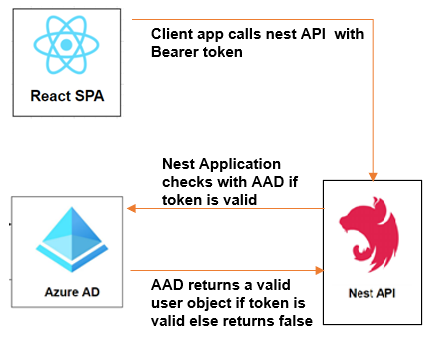 Client app calls nest API with
Bearer token
React SPA
Nest Application
checks with AAD if
token is valid
Azure AD
Nest API
AAD returns a valid
user object if token is
valid else returns false